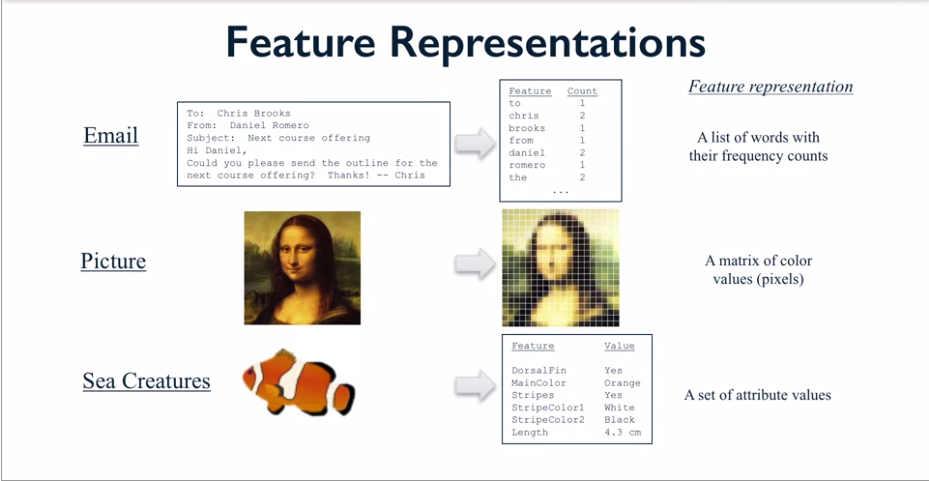 Feature Representations
Feature representation
Email
To:  Chris Brooks
From:  Daniel Romero
Subject:  Next course offering
Hi Daniel,
Could you please send the outline for the
next course offering?  Thanks! -- Chris
Feature Count
to 1
chris 2
brooks 1
from 1
daniel 2
romero 1
the 2
...
A list of words with
their frequency counts
Picture
A matrix of color
values (pixels)
Sea Creatures
Feature Value
DorsalFin Yes
MainColor Orange
Stripes Yes
StripeColor1 White
StripeColor2 Black
Length 4.3 cm
A set of attribute values